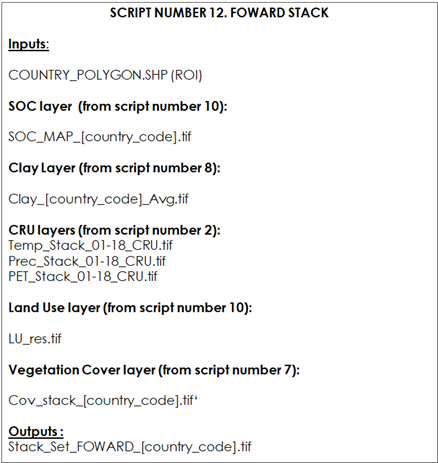 SCRIPT NUMBER 12. FOWARD STACK
Inputs:
COUNTRY_POLYGON.SHP (ROI)
SOC layer (from script number 10):
SOC_MAP_[country_code].tif
Clay Layer (from script number 8):
Clay_[country_code]_Avg.tif
CRU layers (from script number 2):
Temp_Stack_01-18_CRU.tif
Prec_Stack_01-18_CRU.tif
PET_Stack_01-18_CRU.tif
Land Use layer (from script number 10):
LU_res.tif
Vegetation Cover layer (from script number 7):
Cov_stack_[country_code].tif‘
Outputs :
Stack_Set_FOWARD_[country_code].tif